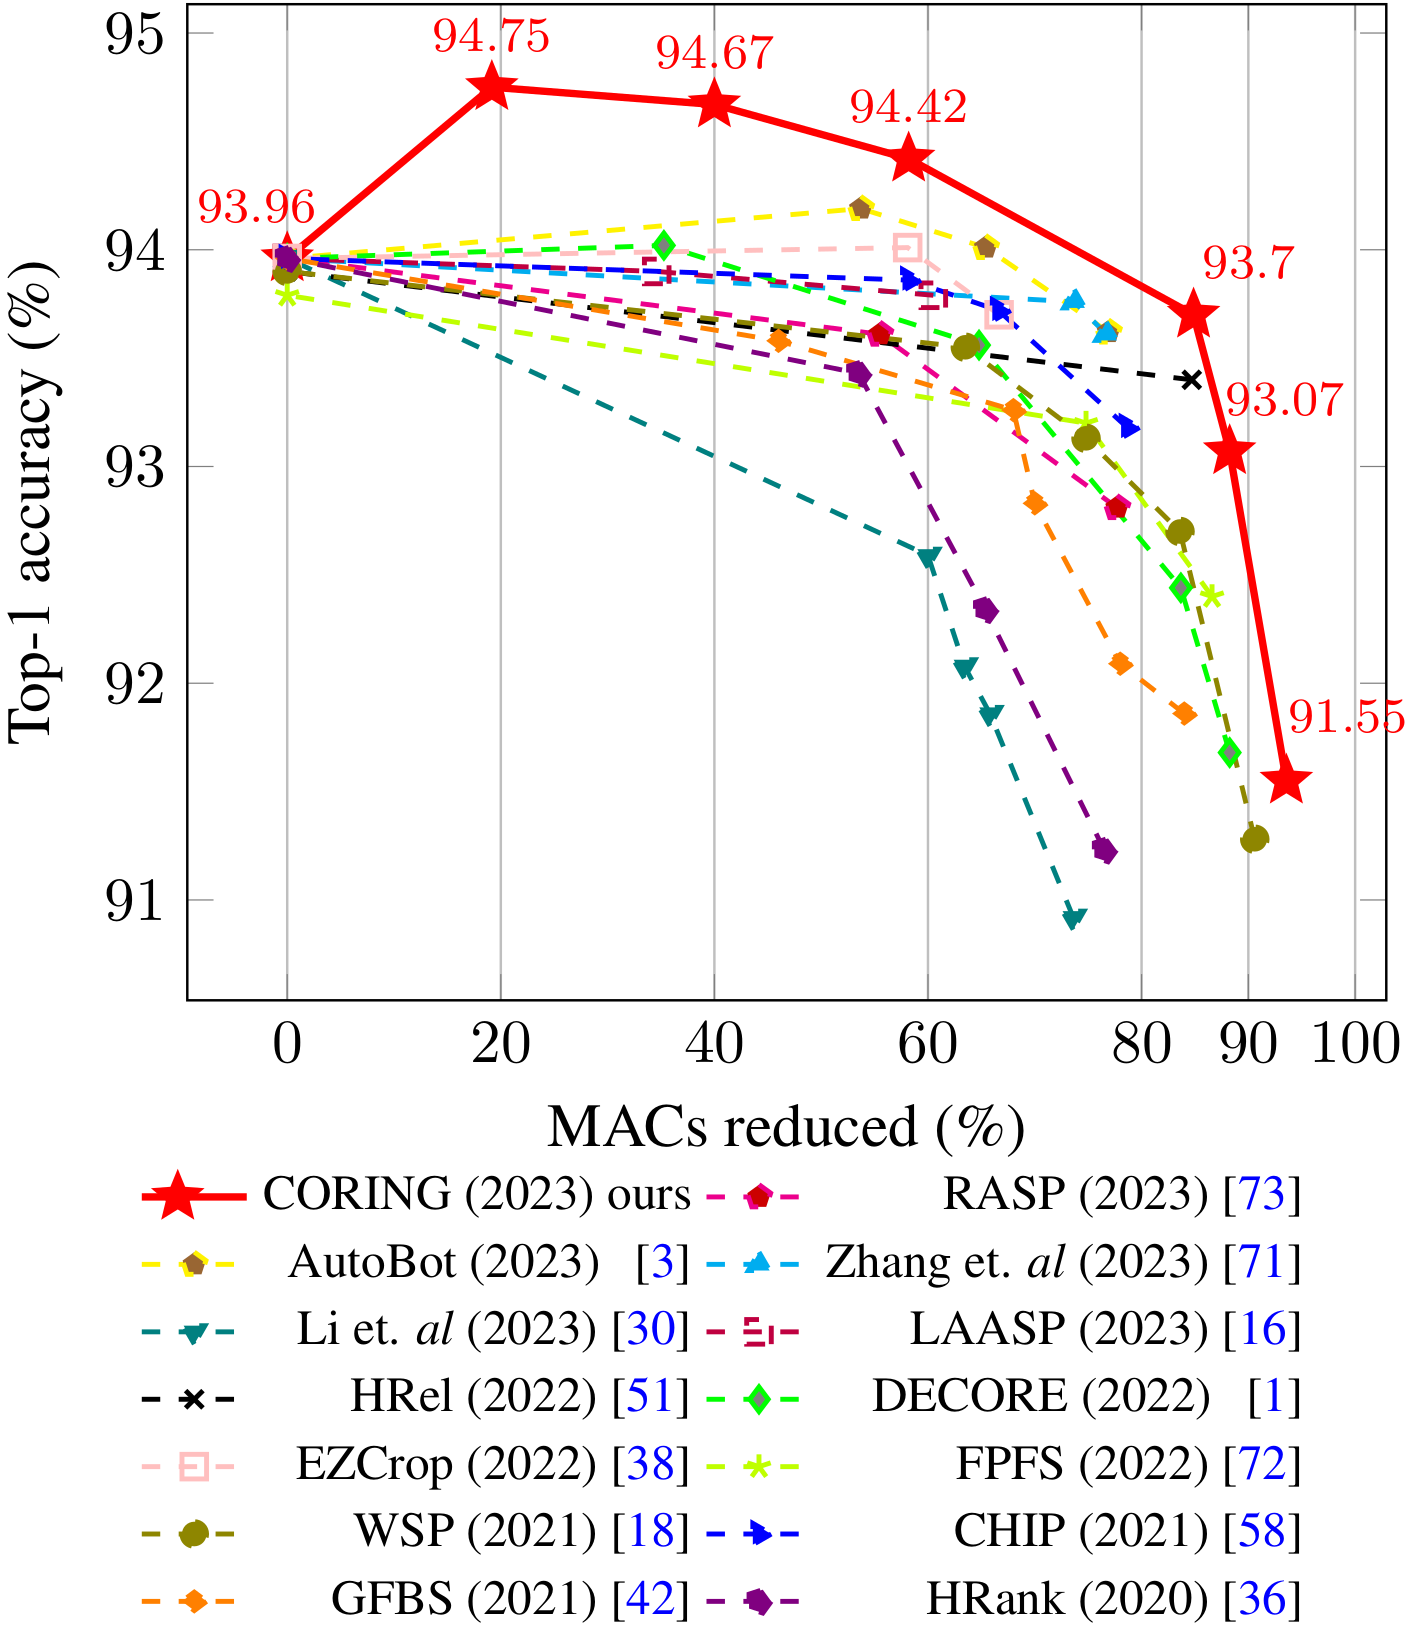 95
94
93
92
91
Top-1 accuracy (%)
94.75
94.67
94.42
93.96
93.7
93.07
91.55
0 20 40 60 80 90 100
MACs reduced (%)
CORING (2023) ours RASP (2023) [73]
AutoBot (2023) [3] Zhang et. al (2023) [71]
Li et. al (2023) [30] LAASP (2023) [16]
HRel (2022) [51] DECORE (2022) [1]
EZCrop (2022) [38] FPFS (2022) [72]
WSP (2021) [18] CHIP (2021) [58]
GFBS (2021) [42] HRank (2020) [36]